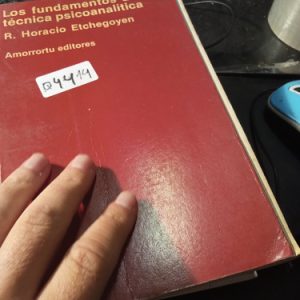 Los fundamentos
técnica psicoanalítica
R. Horacio Etchegoyen
Amorrortu editores
Q4414